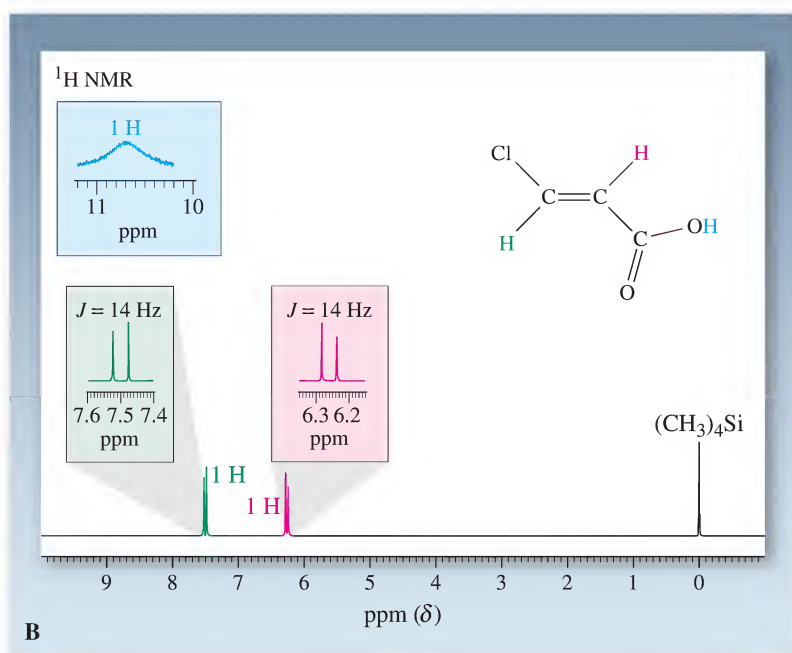 ¹H NMR
1 H
11 10
ppm
Cl
H
C
C
H
C
OH
O
J = 14 Hz
7.6 7.5 7.4
ppm
J = 14 Hz
6.3 6.2
ppm
(CH₃)₄Si
1 H
1 H
9 8 7 6 5 4 3 2 1 0
ppm (δ)
B